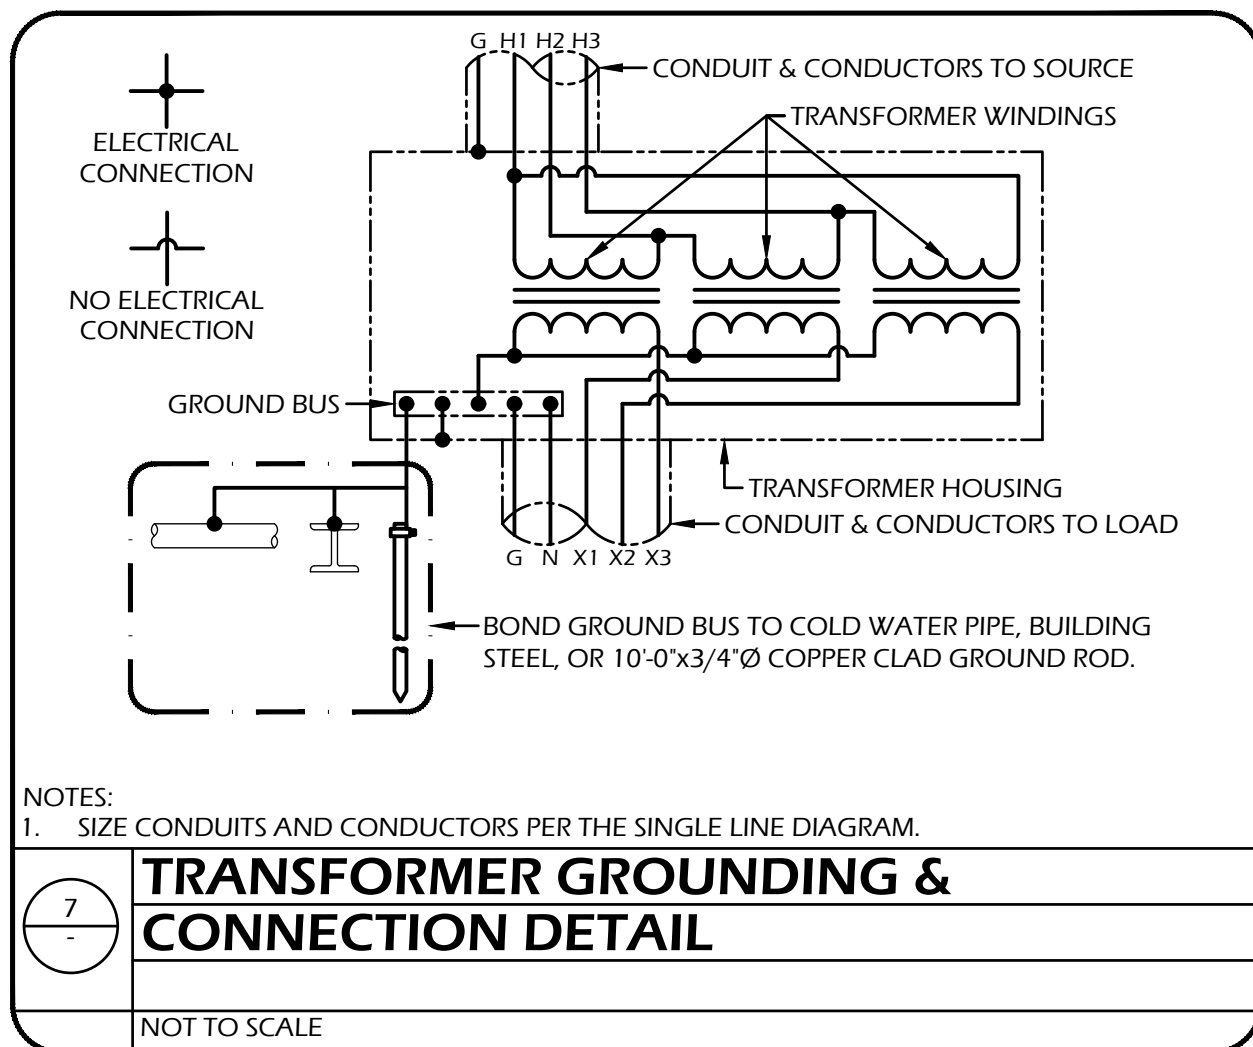 G H1 H2 H3
CONDUIT & CONDUCTORS TO SOURCE
TRANSFORMER WINDINGS
ELECTRICAL
CONNECTION
NO ELECTRICAL
CONNECTION
GROUND BUS
TRANSFORMER HOUSING
CONDUIT & CONDUCTORS TO LOAD
G N X1 X2 X3
BOND GROUND BUS TO COLD WATER PIPE, BUILDING
STEEL, OR 10'-0"x3/4"Ø COPPER CLAD GROUND ROD.
NOTES:
1. SIZE CONDUITS AND CONDUCTORS PER THE SINGLE LINE DIAGRAM.
7
-
TRANSFORMER GROUNDING &
CONNECTION DETAIL
NOT TO SCALE